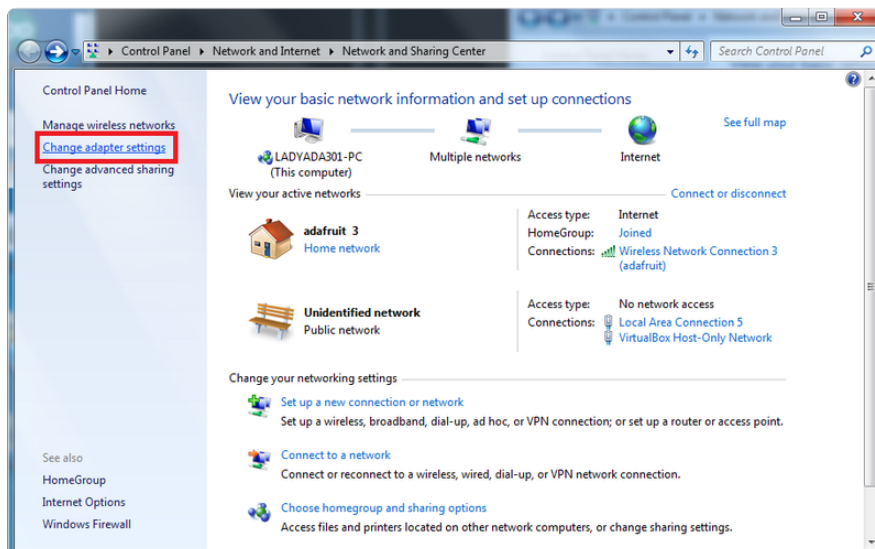 Control Panel ▸ Network and Internet ▸ Network and Sharing Center
Search Control Panel
Control Panel Home
Manage wireless networks
Change adapter settings
Change advanced sharing
settings
See also
HomeGroup
Internet Options
Windows Firewall
View your basic network information and set up connections
See full map
LADYADA301-PC
(This computer)
Multiple networks
Internet
View your active networks
Connect or disconnect
adafruit 3
Home network
Access type: Internet
HomeGroup: Joined
Connections: Wireless Network Connection 3
(adafruit)
Unidentified network
Public network
Access type: No network access
Connections: Local Area Connection 5
VirtualBox Host-Only Network
Change your networking settings
Set up a new connection or network
Set up a wireless, broadband, dial-up, ad hoc, or VPN connection; or set up a router or access point.
Connect to a network
Connect or reconnect to a wireless, wired, dial-up, or VPN network connection.
Choose homegroup and sharing options
Access files and printers located on other network computers, or change sharing settings.